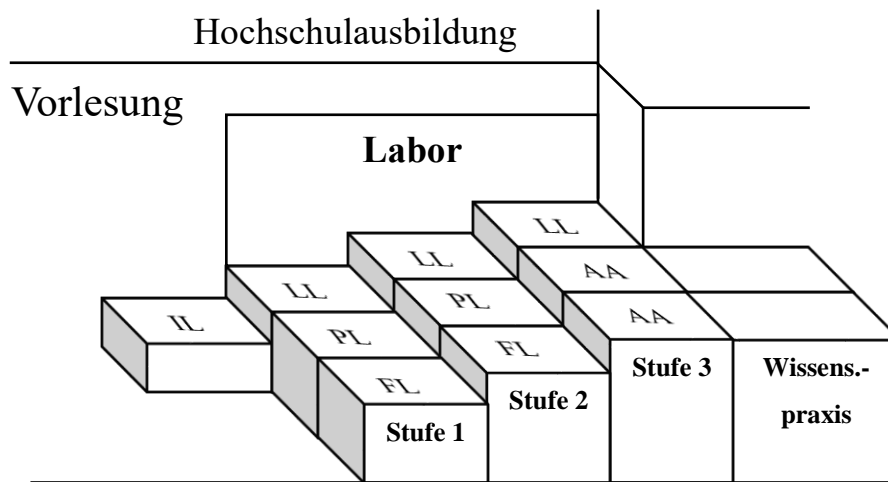 Hochschulausbildung
Vorlesung
Labor
LL
LL
AA
LL
PL
AA
IL
PL
FL
FL
Stufe 1
Stufe 2
Stufe 3
Wissens.-
praxis